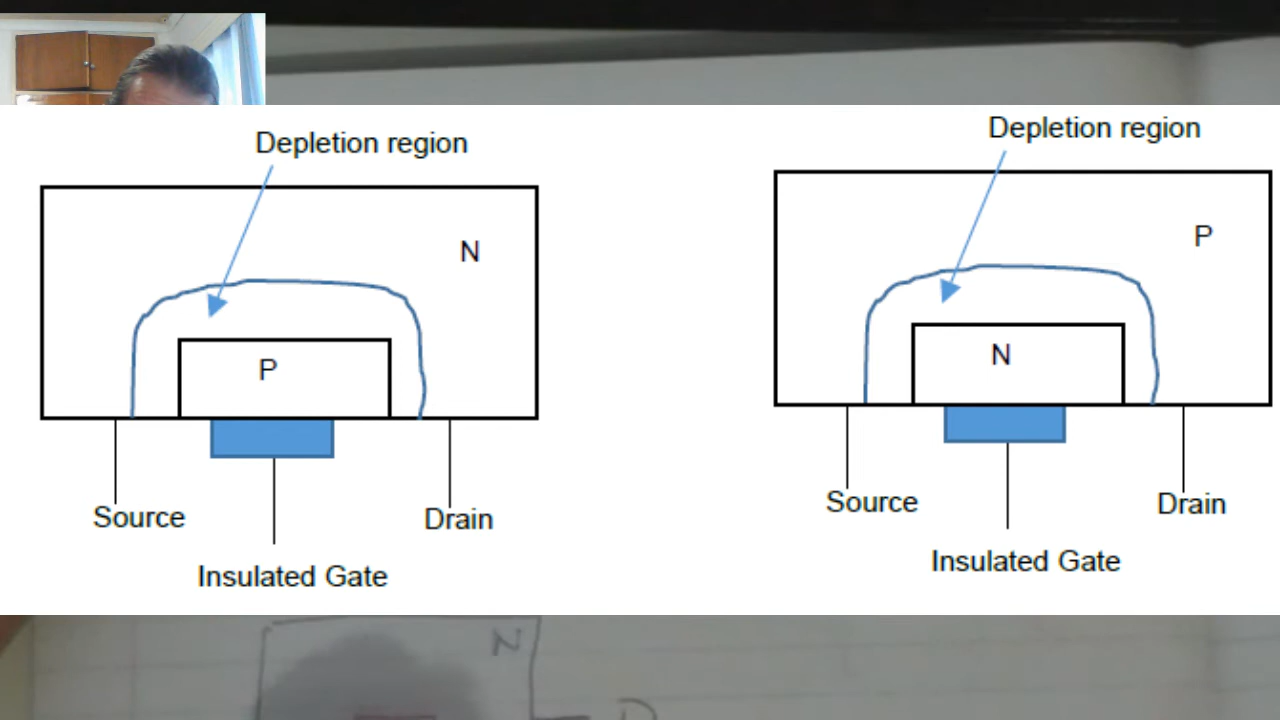 Depletion region
N
P
Source
Drain
Insulated Gate
Depletion region
P
N
Source
Drain
Insulated Gate
N
D